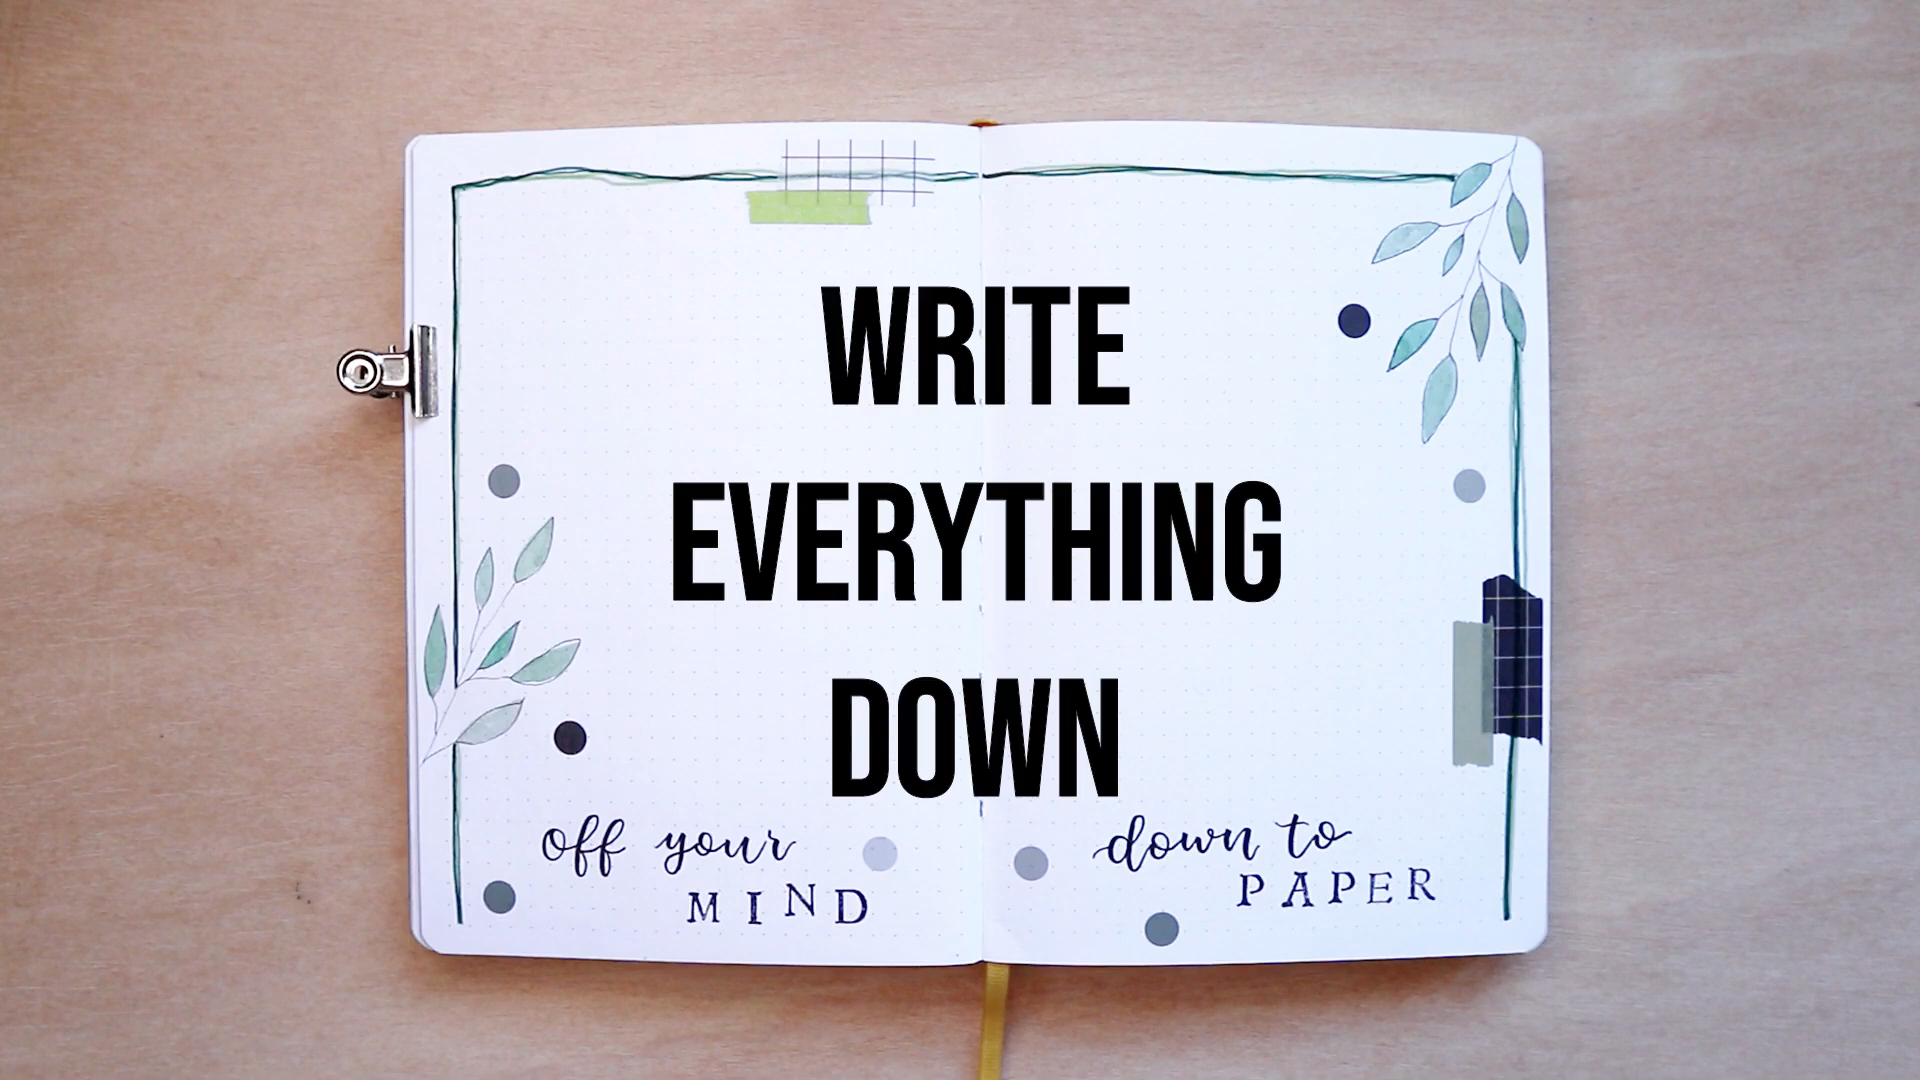 WRITE
EVERYTHING
DOWN
off your
MIND
down to
PAPER